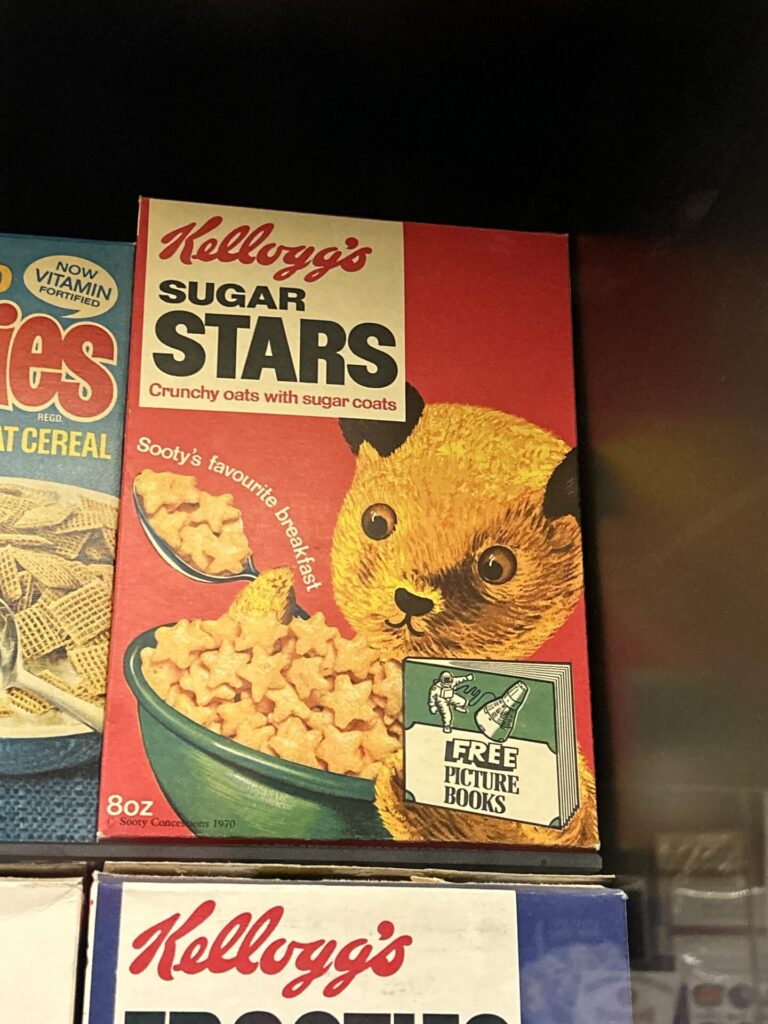 NOW
VITAMIN
FORTIFIED
ies
REGD
AT CEREAL
Kellogg's
SUGAR
STARS
Crunchy oats with sugar coats
Sooty's favourite breakfast
FREE
PICTURE
BOOKS
8oz
© Sooty Concessions 1970
Kellogg's